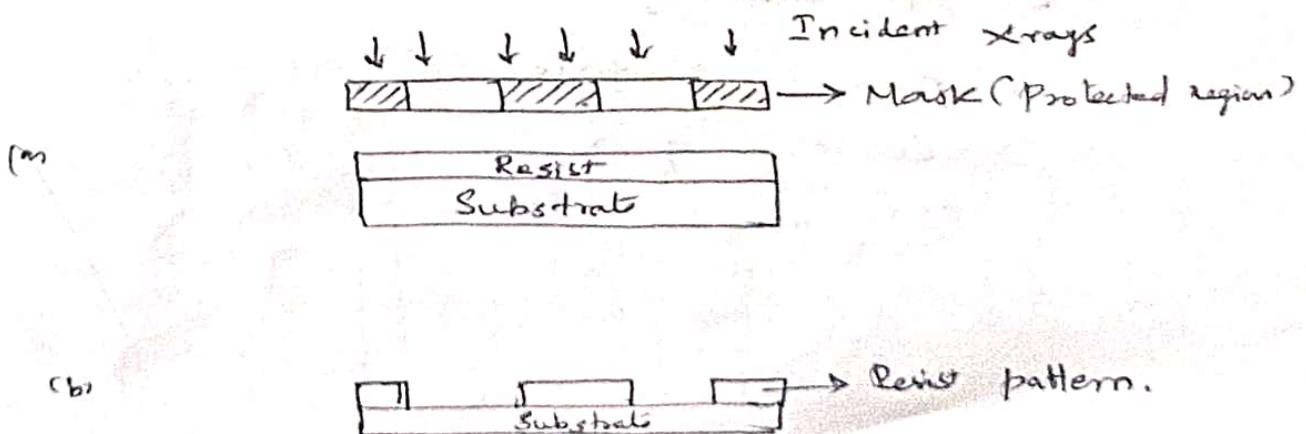 Incident xrays
Mask (Protected region)
(a)
Resist
Substrate
(b)
Resist pattern.
Substrate